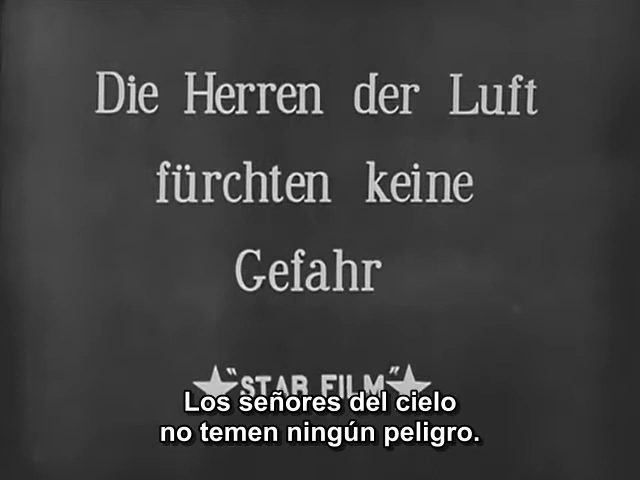 Die Herren der Luft
fürchten keine
Gefahr
"STAR FILM"
Los señores del cielo
no temen ningún peligro.